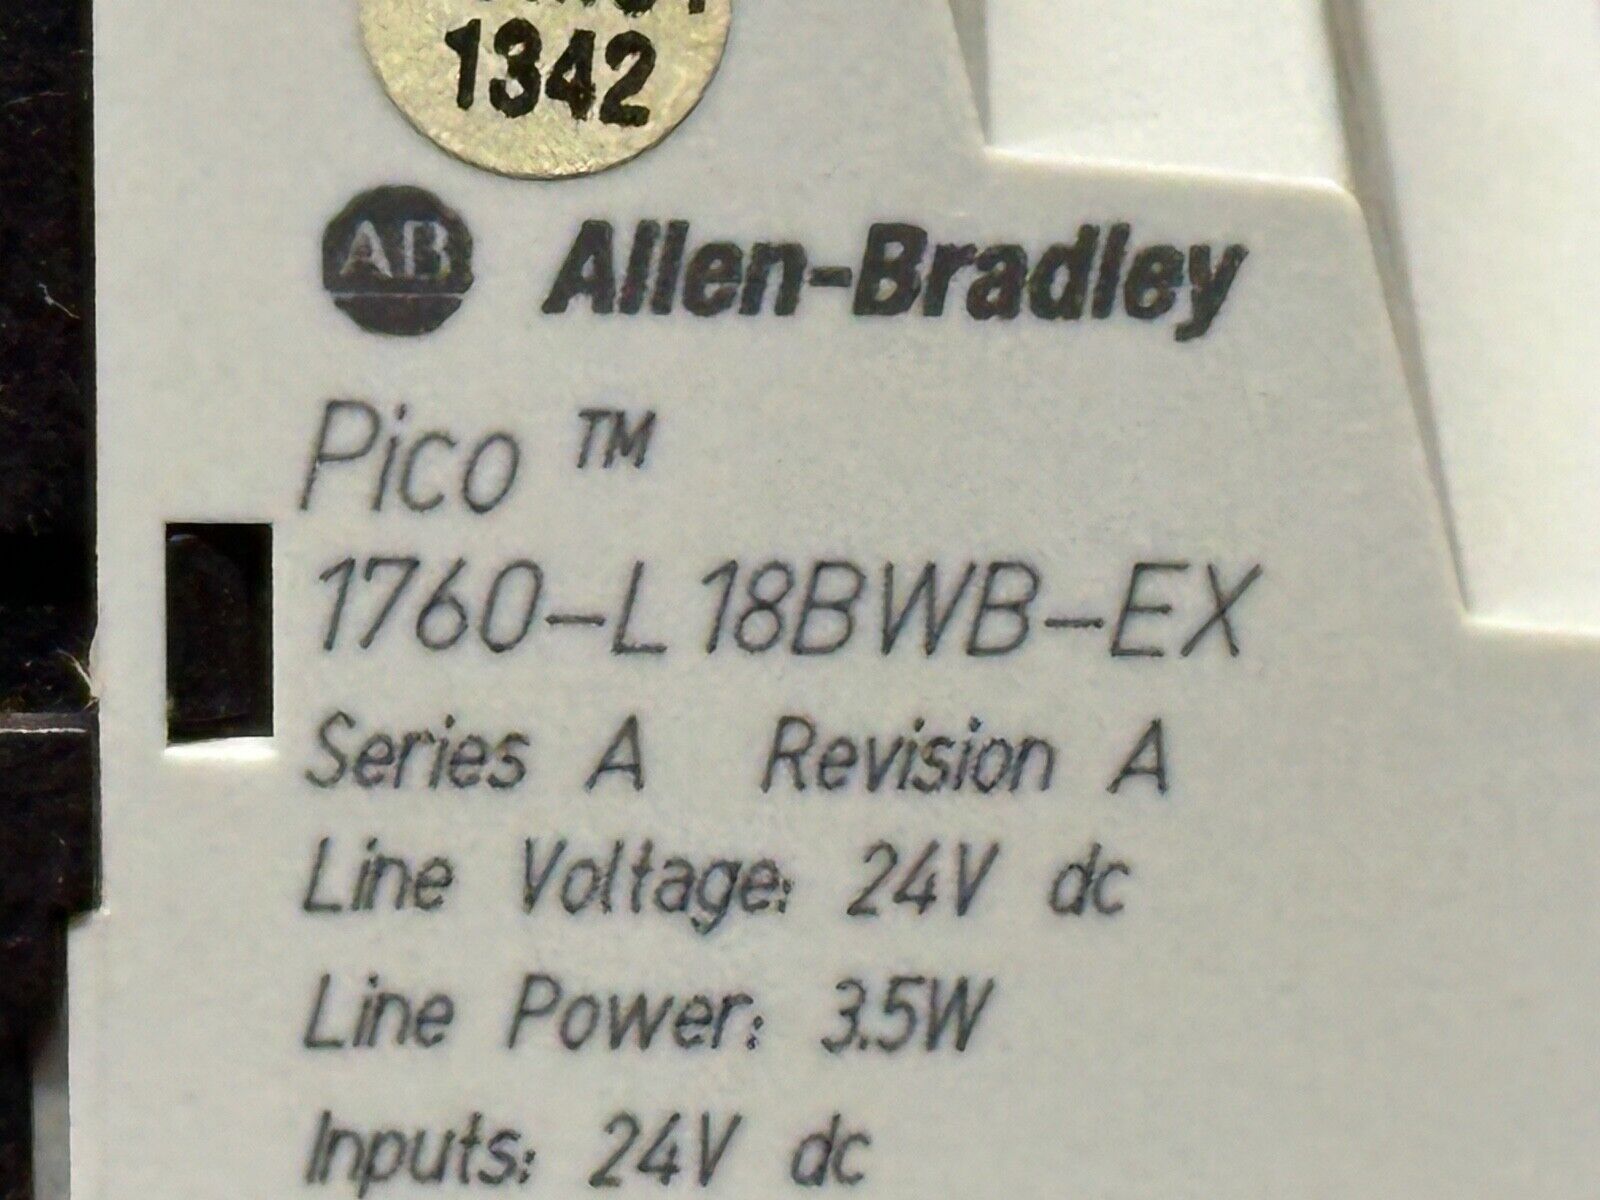 1342
AB Allen-Bradley
Pico ™
1760-L18BWB-EX
Series A Revision A
Line Voltage: 24V dc
Line Power: 3.5W
Inputs: 24V dc